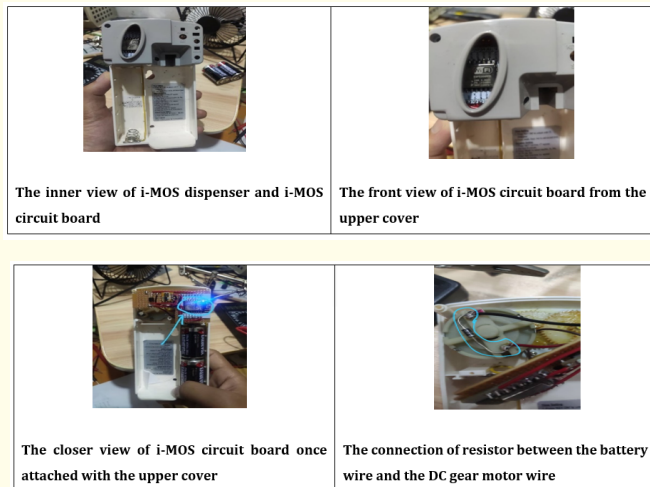 The inner view of i-MOS dispenser and i-MOS
circuit board
The front view of i-MOS circuit board from the
upper cover
The closer view of i-MOS circuit board once
attached with the upper cover
The connection of resistor between the battery
wire and the DC gear motor wire